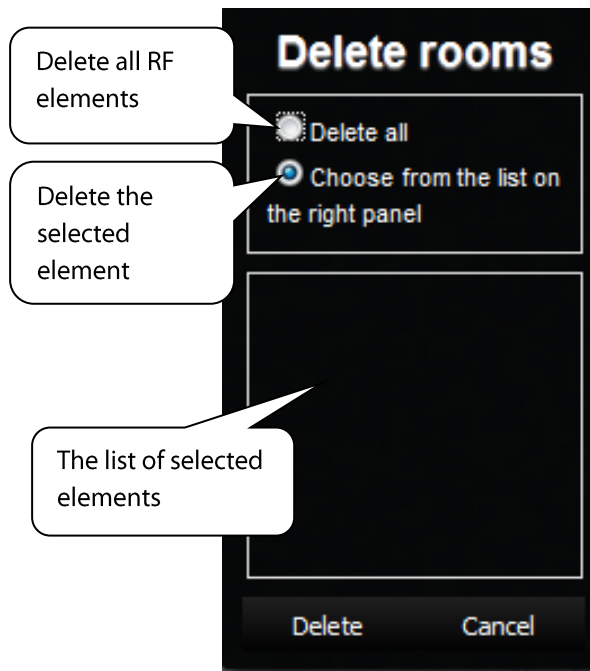 Delete rooms
Delete all RF
elements
Delete all
Delete the
selected
element
Choose from the list on
the right panel
The list of selected
elements
Delete
Cancel